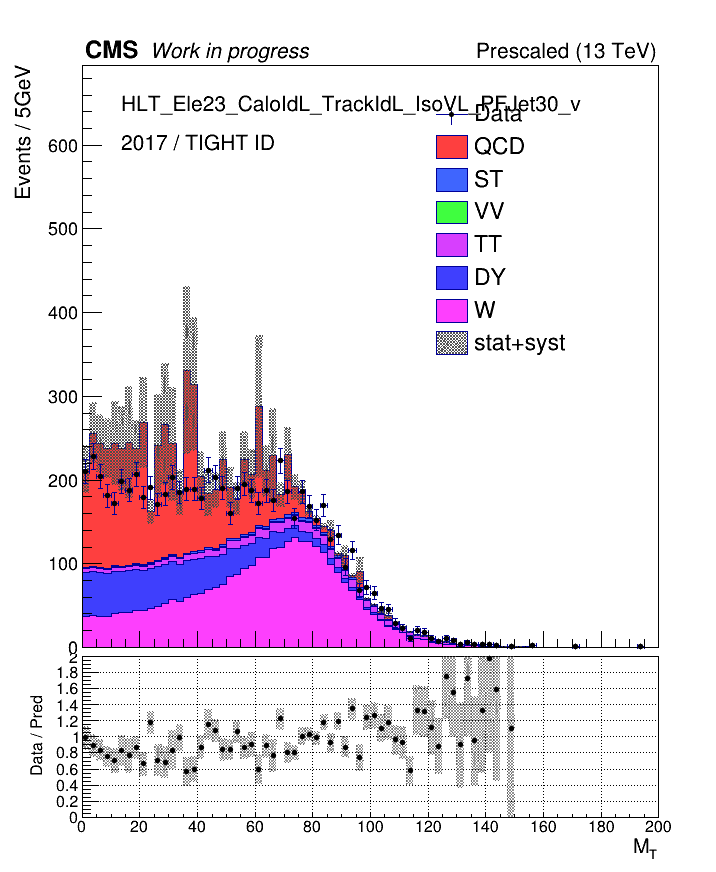 CMS Work in progress Prescaled (13 TeV)
Events / 5GeV
HLT_Ele23_CaloIdL_TrackIdL_IsoVL_PFJet30_v
Data
2017 / TIGHT ID
QCD
ST
VV
TT
DY
W
stat+syst
600
500
400
300
200
100
0
Data / Pred
2
1.8
1.6
1.4
1.2
1
0.8
0.6
0.4
0.2
0
0 20 40 60 80 100 120 140 160 180 200
M_T